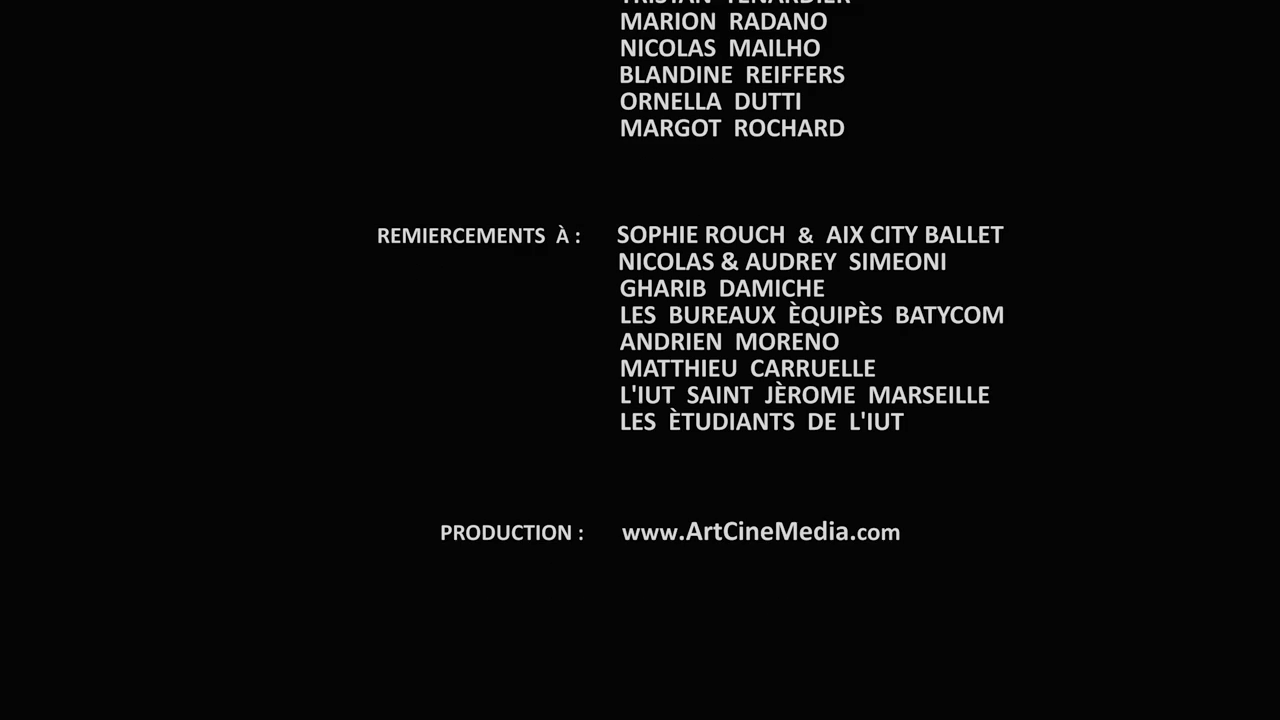 TRISTAN TENARDIER
MARION RADANO
NICOLAS MAILHO
BLANDINE REIFFERS
ORNELLA DUTTI
MARGOT ROCHARD
REMIERCEMENTS À : SOPHIE ROUCH & AIX CITY BALLET
NICOLAS & AUDREY SIMEONI
GHARIB DAMICHE
LES BUREAUX ÈQUIPÈS BATYCOM
ANDRIEN MORENO
MATTHIEU CARRUELLE
L'IUT SAINT JÈROME MARSEILLE
LES ÈTUDIANTS DE L'IUT
PRODUCTION : www.ArtCineMedia.com